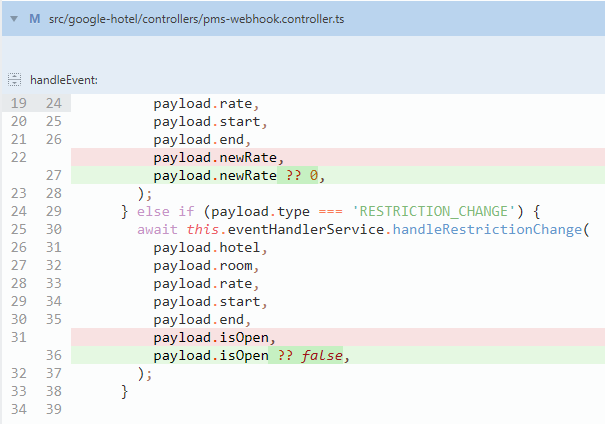 M src/google-hotel/controllers/pms-webhook.controller.ts
handleEvent:
19 24 payload.rate,
20 25 payload.start,
21 26 payload.end,
22 payload.newRate,
27 payload.newRate ?? 0,
23 28 );
24 29 } else if (payload.type === 'RESTRICTION_CHANGE') {
25 30 await this.eventHandlerService.handleRestrictionChange(
26 31 payload.hotel,
27 32 payload.room,
28 33 payload.rate,
29 34 payload.start,
30 35 payload.end,
31 payload.isOpen,
36 payload.isOpen ?? false,
32 37 );
33 38 }
34 39